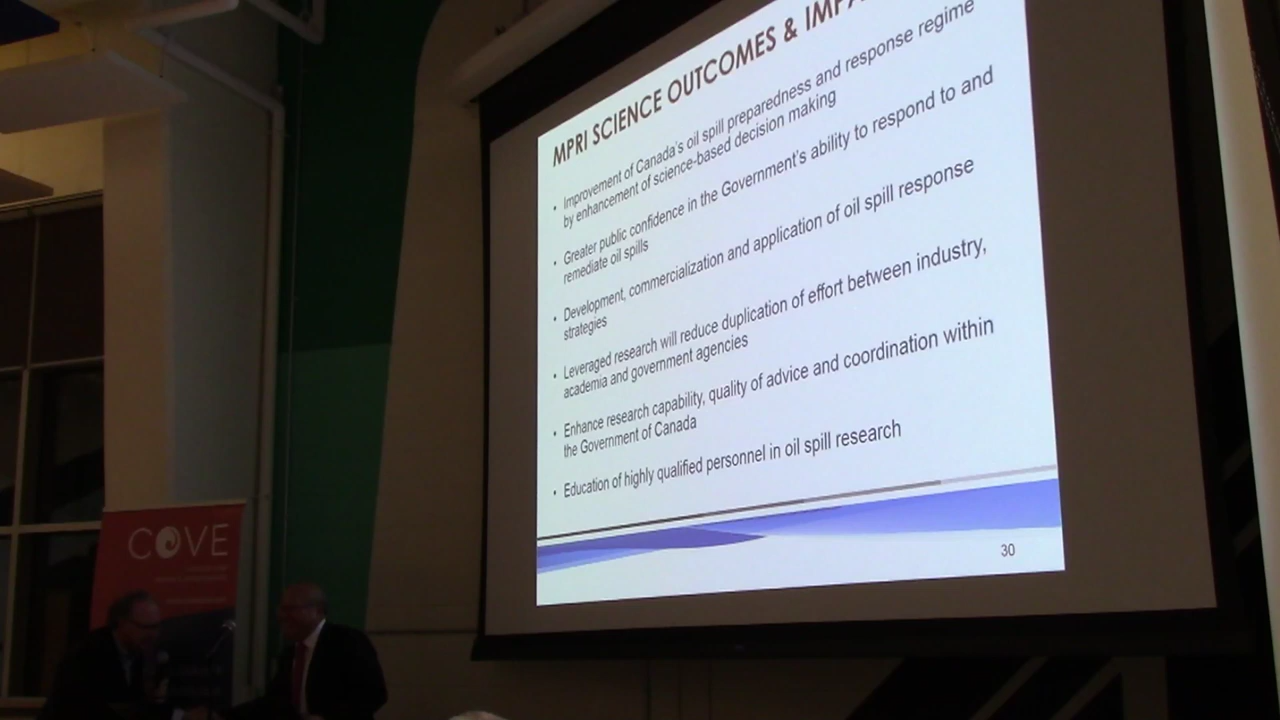 MPRI SCIENCE OUTCOMES & IMPA
• Improvement of Canada's oil spill preparedness and response regime
by enhancement of science-based decision making
• Greater public confidence in the Government's ability to respond to and
remediate oil spills
• Development, commercialization and application of oil spill response
strategies
• Leveraged research will reduce duplication of effort between industry,
academia and government agencies
• Enhance research capability, quality of advice and coordination within
the Government of Canada
• Education of highly qualified personnel in oil spill research
30
COVE